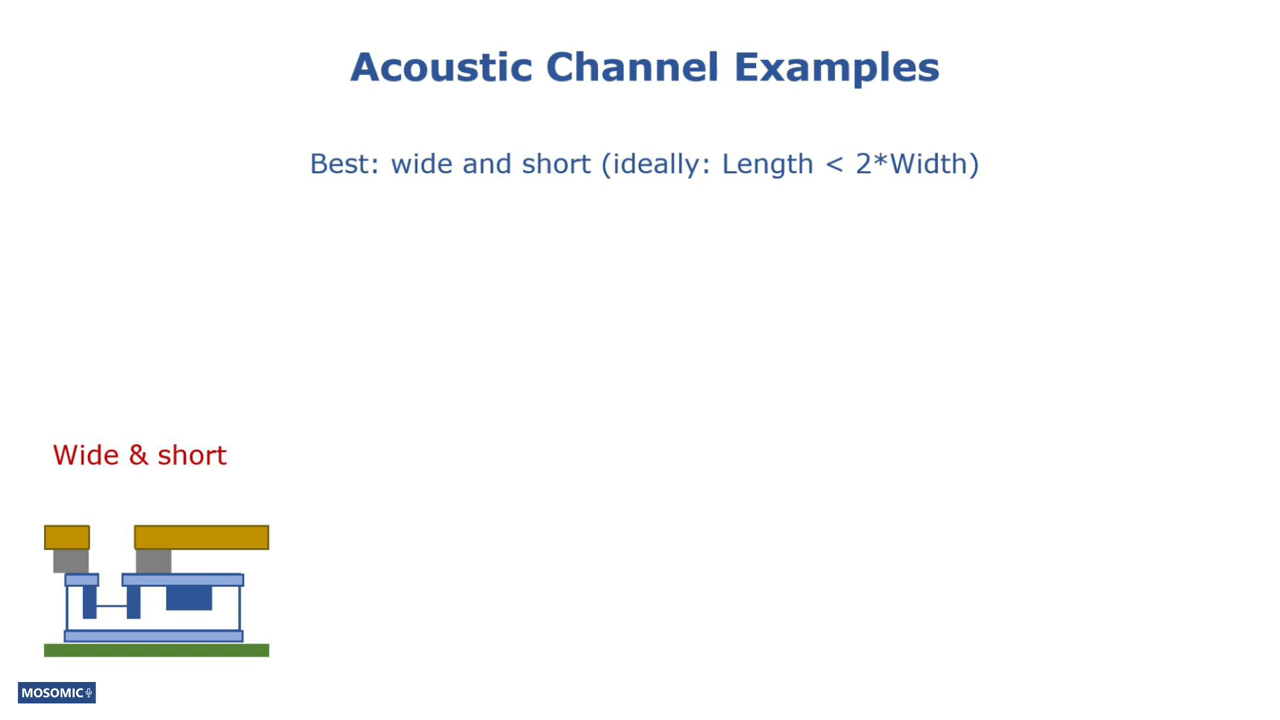 Acoustic Channel Examples
Best: wide and short (ideally: Length < 2*Width)
Wide & short
MOSOMIC